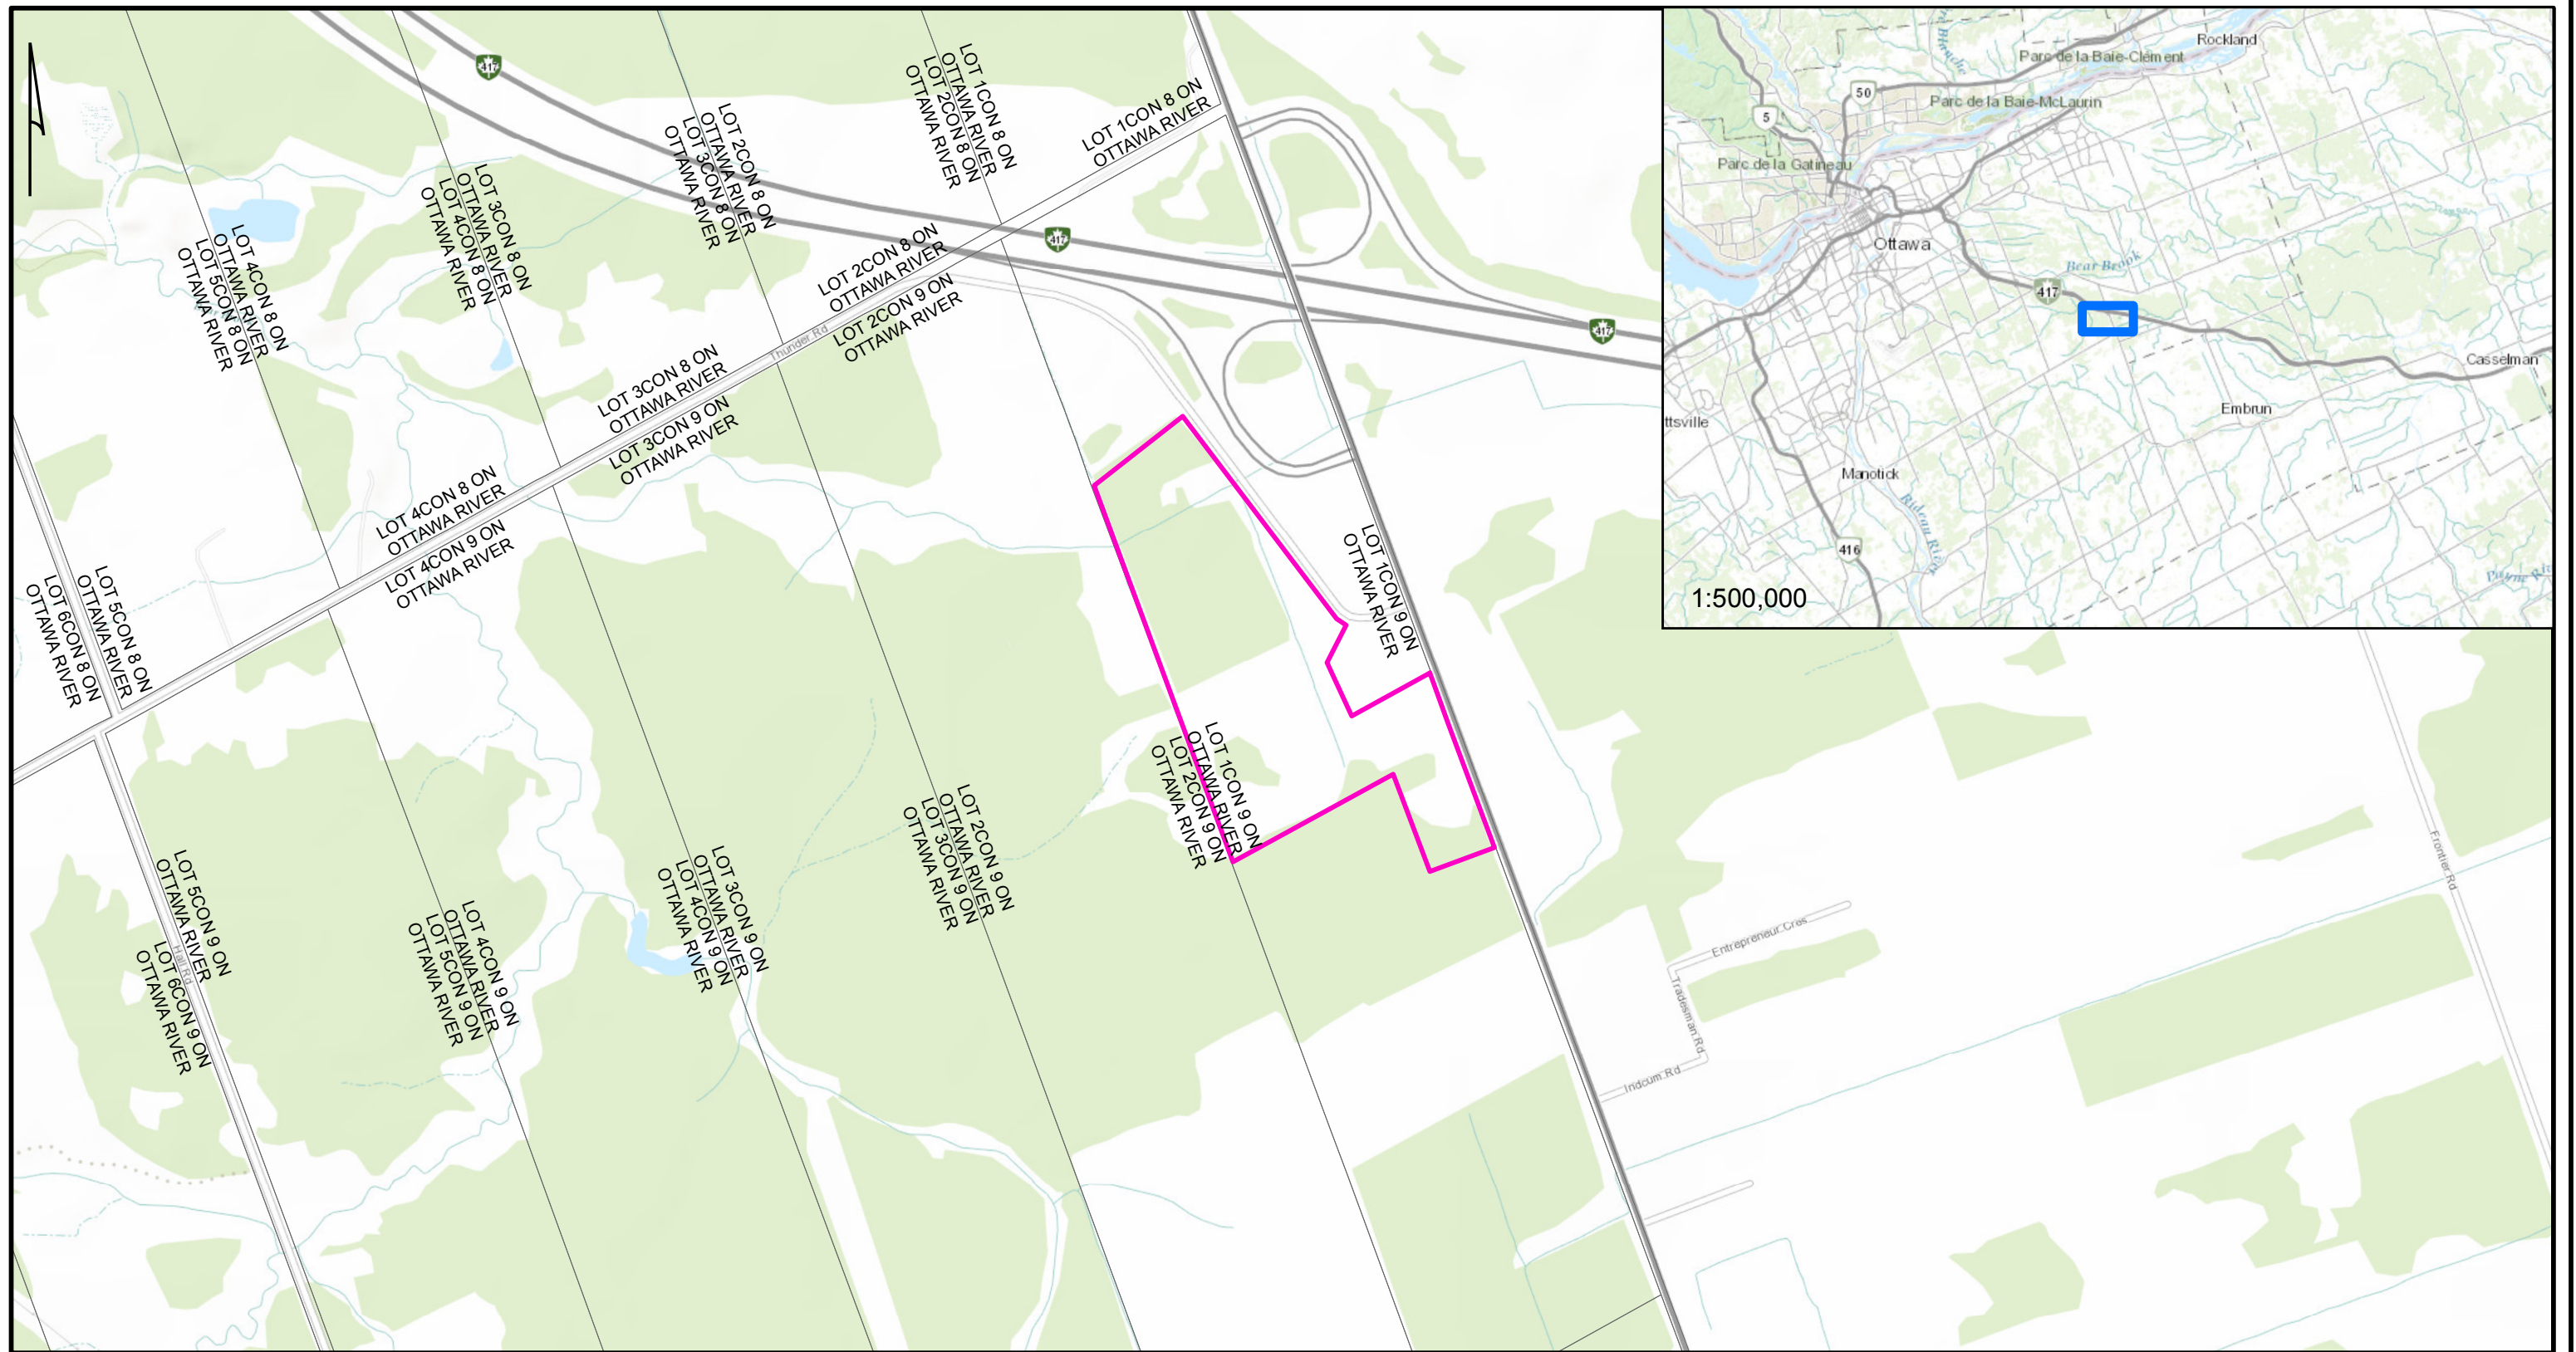 417
LOT 1CON 8 ON
OTTAWA RIVER
LOT 2CON 8 ON
OTTAWA RIVER
LOT 1CON 8 ON
OTTAWA RIVER
LOT 2CON 8 ON
OTTAWA RIVER
LOT 3CON 8 ON
OTTAWA RIVER
LOT 3CON 8 ON
OTTAWA RIVER
LOT 4CON 8 ON
OTTAWA RIVER
LOT 4CON 8 ON
OTTAWA RIVER
LOT 5CON 8 ON
OTTAWA RIVER
417
417
LOT 2CON 8 ON
OTTAWA RIVER
LOT 2CON 9 ON
OTTAWA RIVER
Thunder Rd
LOT 3CON 8 ON
OTTAWA RIVER
LOT 3CON 9 ON
OTTAWA RIVER
LOT 4CON 8 ON
OTTAWA RIVER
LOT 4CON 9 ON
OTTAWA RIVER
LOT 5CON 8 ON
OTTAWA RIVER
LOT 6CON 8 ON
OTTAWA RIVER
LOT 1CON 9 ON
OTTAWA RIVER
LOT 1CON 9 ON
OTTAWA RIVER
LOT 2CON 9 ON
OTTAWA RIVER
LOT 2CON 9 ON
OTTAWA RIVER
LOT 3CON 9 ON
OTTAWA RIVER
LOT 3CON 9 ON
OTTAWA RIVER
LOT 4CON 9 ON
OTTAWA RIVER
LOT 4CON 9 ON
OTTAWA RIVER
LOT 5CON 9 ON
OTTAWA RIVER
LOT 5CON 9 ON
OTTAWA RIVER
Hall Rd
LOT 6CON 9 ON
OTTAWA RIVER
Entrepreneur Cres
Tradesman Rd
Indcum Rd
Frontier Rd
Rockland
Parc de la Baie-Clément
50
Parc de la Baie-McLaurin
5
Parc de la Gatineau
Ottawa
Bear Brook
417
Casselman
Embrun
ttsville
Manotick
Rideau
416
1:500,000